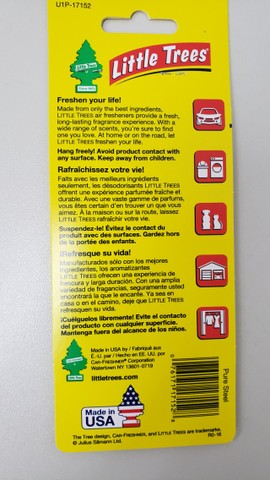 U1P-17152
Little Trees
LITTLE TREES®
Freshen your life!
Made from only the best ingredients,
LITTLE TREES air fresheners provide a fresh,
long-lasting fragrance experience. With a
wide range of scents, you're sure to find
one you love. At home or on the road, let
LITTLE TREES freshen your life.
Hang freely! Avoid product contact with
any surface. Keep away from children.
Rafraîchissez votre vie!
Faits avec les meilleurs ingrédients
seulement, les désodorisants LITTLE TREES
offrent une expérience parfumée fraîche et
durable. Avec une vaste gamme de parfums,
vous êtes certain d'en trouver un que vous
aimez. À la maison ou sur la route, laissez
LITTLE TREES rafraîchir votre vie.
Suspendez-le! Évitez le contact du
produit avec des surfaces. Gardez hors
de la portée des enfants.
¡Refresque su vida!
Manufacturados sólo con los mejores
ingredientes, los aromatizantes
LITTLE TREES ofrecen una experiencia de
frescura y larga duración. Con una amplia
variedad de fragancias, seguramente usted
encontrará la que le encanta. Ya sea en
casa o en el camino, deje que LITTLE TREES
refresquen su vida.
¡Cuélguelos libremente! Evite el contacto
del producto con cualquier superficie.
Mantenga fuera del alcance de los niños.
Made in USA by / Fabriqué aux
É.-U. par / Hecho en EE. UU. por
CAR-FRESHNER® Corporation
Watertown NY 13601-0719
littletrees.com
Made in
USA
Pure Steel
The Tree design, CAR-FRESHNER, and LITTLE TREES are trademarks.
© Julius Sämann Ltd.
R0-16